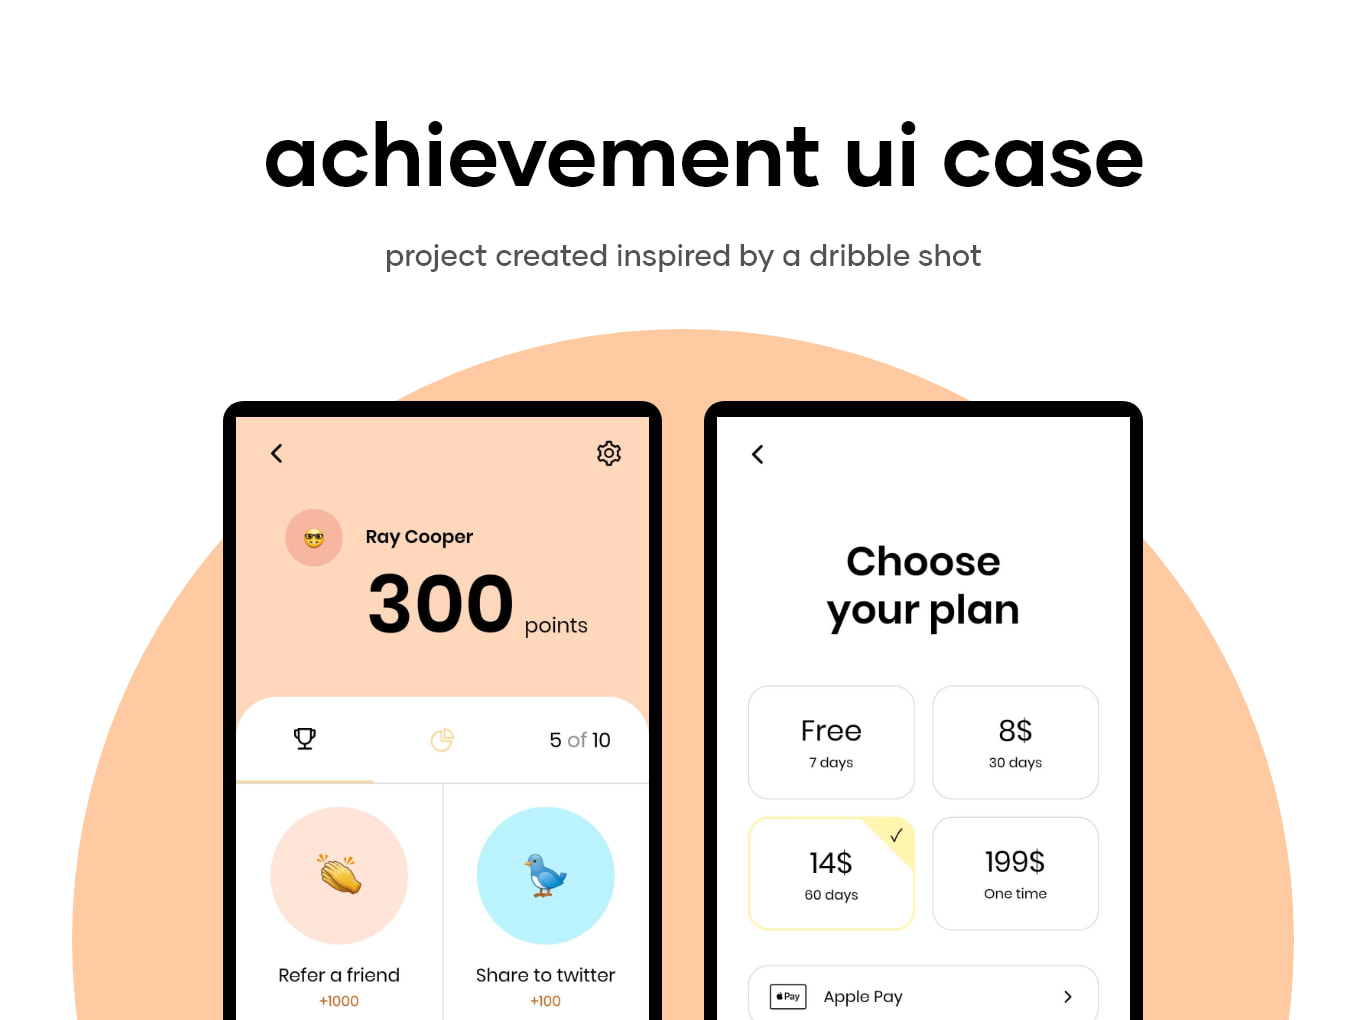 achievement ui case
project created inspired by a dribble shot
Ray Cooper
300 points
5 of 10
Refer a friend
+1000
Share to twitter
+100
Choose
your plan
Free
7 days
8$
30 days
14$
60 days
199$
One time
Pay
Apple Pay